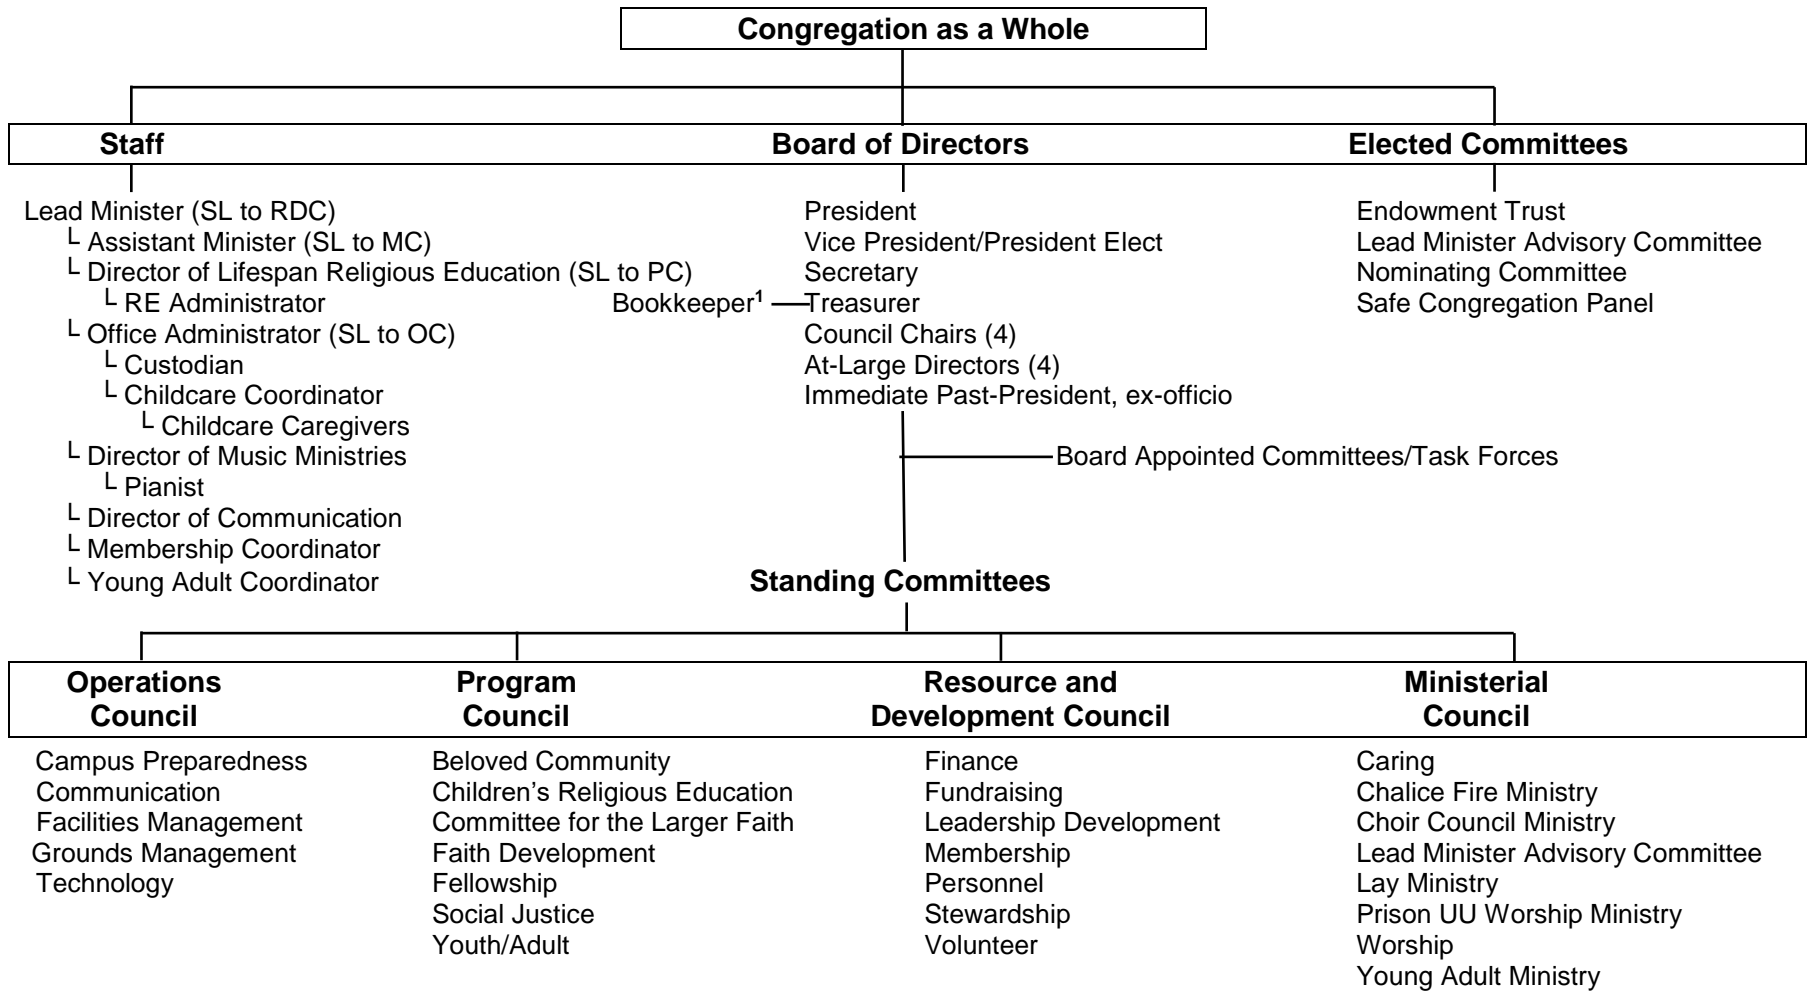 Congregation as a Whole
Staff
Board of Directors
Elected Committees
Lead Minister (SL to RDC)
└ Assistant Minister (SL to MC)
└ Director of Lifespan Religious Education (SL to PC)
└ RE Administrator
└ Office Administrator (SL to OC)
└ Custodian
└ Childcare Coordinator
└ Childcare Caregivers
└ Director of Music Ministries
└ Pianist
└ Director of Communication
└ Membership Coordinator
└ Young Adult Coordinator
President
Vice President/President Elect
Secretary
Bookkeeper¹
Treasurer
Council Chairs (4)
At-Large Directors (4)
Immediate Past-President, ex-officio
Board Appointed Committees/Task Forces
Endowment Trust
Lead Minister Advisory Committee
Nominating Committee
Safe Congregation Panel
Standing Committees
Operations
Council
Campus Preparedness
Communication
Facilities Management
Grounds Management
Technology
Program
Council
Beloved Community
Children’s Religious Education
Committee for the Larger Faith
Faith Development
Fellowship
Social Justice
Youth/Adult
Resource and
Development Council
Finance
Fundraising
Leadership Development
Membership
Personnel
Stewardship
Volunteer
Ministerial
Council
Caring
Chalice Fire Ministry
Choir Council Ministry
Lead Minister Advisory Committee
Lay Ministry
Prison UU Worship Ministry
Worship
Young Adult Ministry